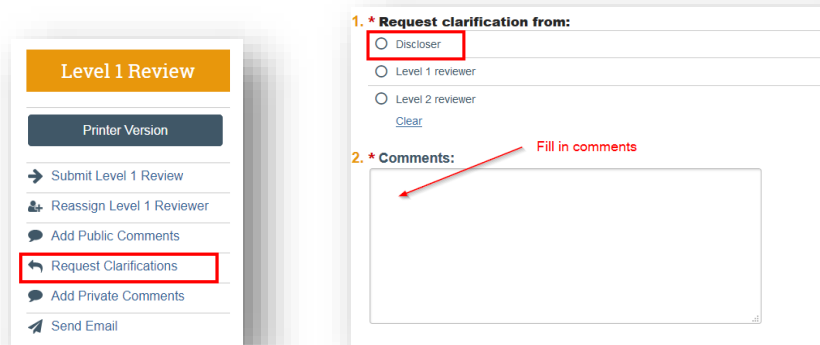 Level 1 Review
Printer Version
Submit Level 1 Review
Reassign Level 1 Reviewer
Add Public Comments
Request Clarifications
Add Private Comments
Send Email
1. * Request clarification from:
Discloser
Level 1 reviewer
Level 2 reviewer
Clear
Fill in comments
2. * Comments: